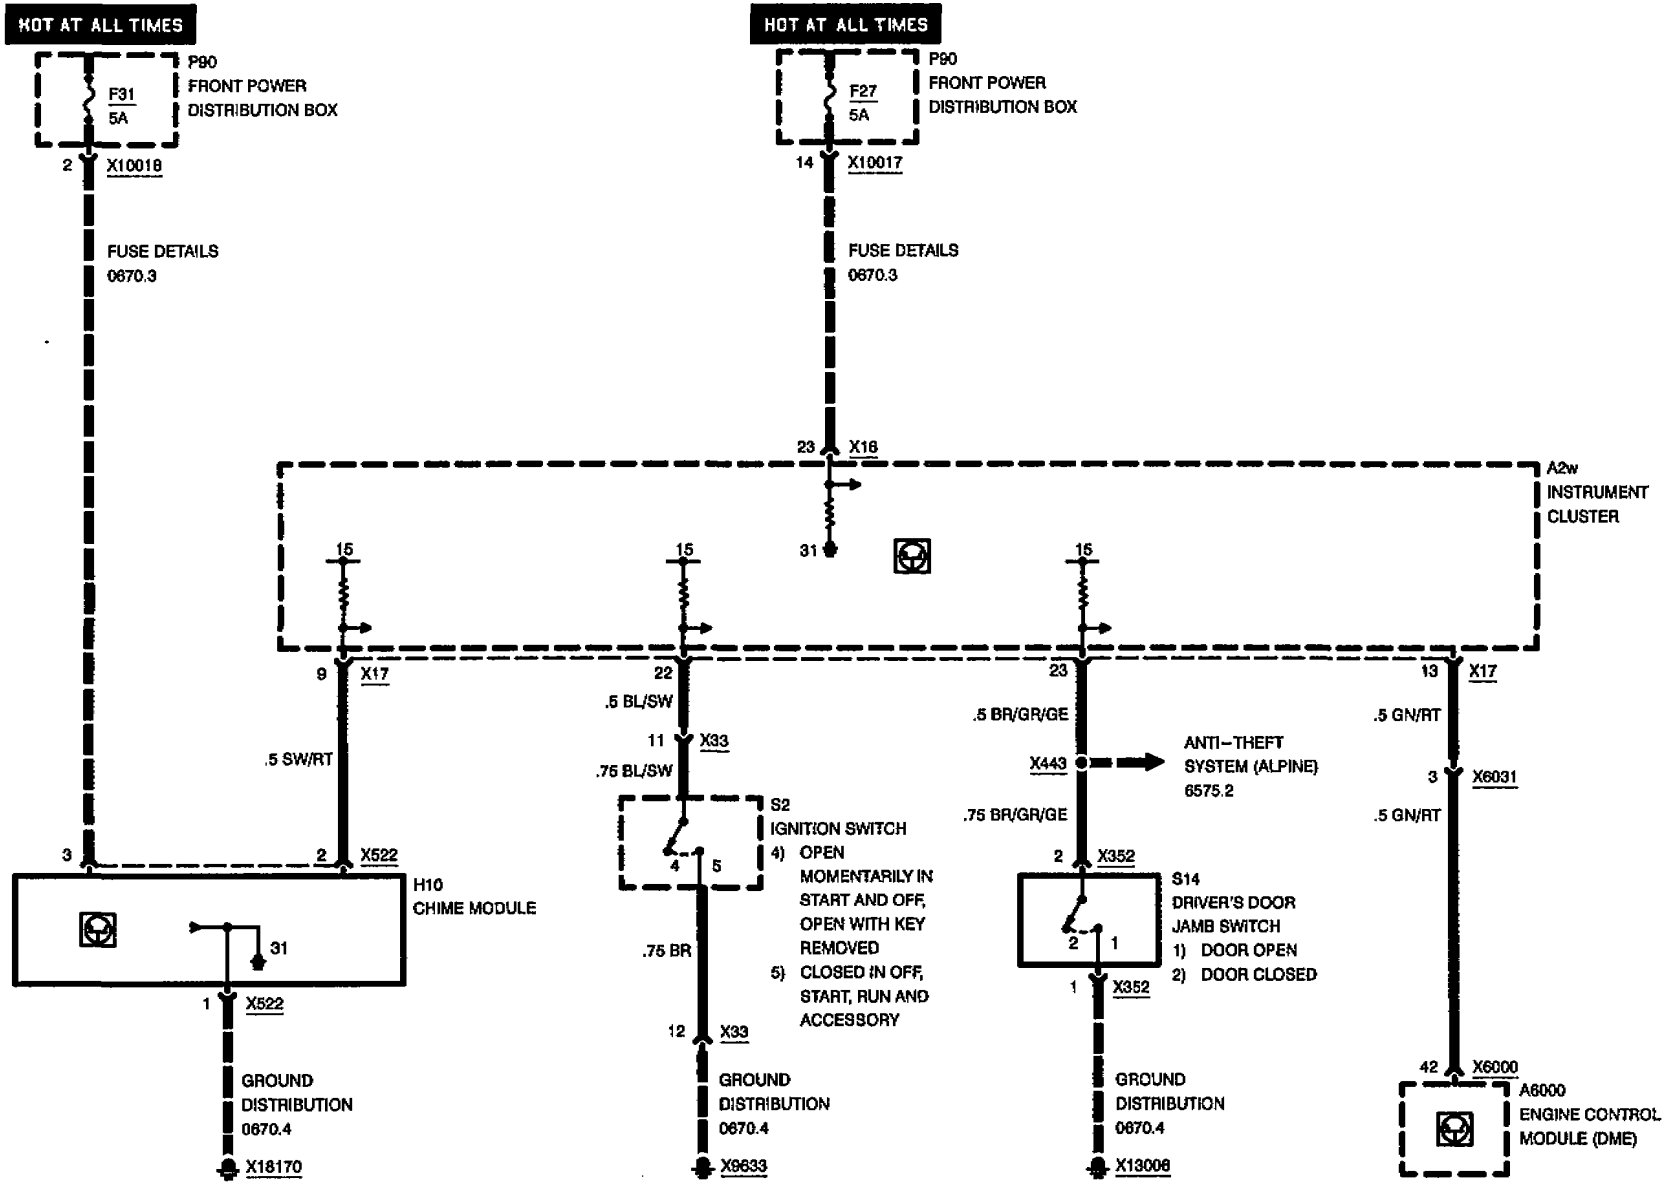 HOT AT ALL TIMES
P90
FRONT POWER
DISTRIBUTION BOX
F31
5A
2 X10018
FUSE DETAILS
0670.3
HOT AT ALL TIMES
P90
FRONT POWER
DISTRIBUTION BOX
F27
5A
14 X10017
FUSE DETAILS
0670.3
23 X16
A2w
INSTRUMENT
CLUSTER
15
15
31
15
9 X17
22
23
13 X17
.5 SW/RT
.5 BL/SW
11 X33
.75 BL/SW
.5 BR/GR/GE
X443
ANTI-THEFT
SYSTEM (ALPINE)
6575.2
.75 BR/GR/GE
.5 GN/RT
3 X6031
.5 GN/RT
3
2 X522
H10
CHIME MODULE
31
1 X522
GROUND
DISTRIBUTION
0670.4
X18170
S2
IGNITION SWITCH
4) OPEN
MOMENTARILY IN
START AND OFF,
OPEN WITH KEY
REMOVED
5) CLOSED IN OFF,
START, RUN AND
ACCESSORY
4 5
.75 BR
12 X33
GROUND
DISTRIBUTION
0670.4
X9633
2 X352
S14
DRIVER'S DOOR
JAMB SWITCH
1) DOOR OPEN
2) DOOR CLOSED
2 1
1 X352
GROUND
DISTRIBUTION
0670.4
X13006
42 X6000
A6000
ENGINE CONTROL
MODULE (DME)